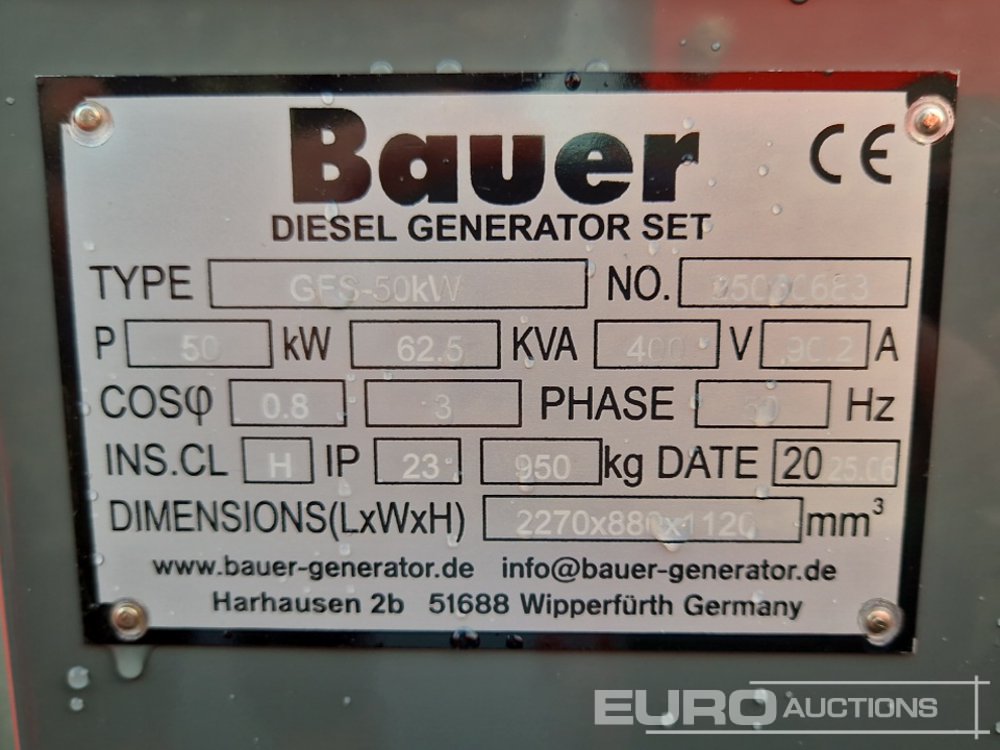 Bauer CE
DIESEL GENERATOR SET
TYPE GFS-50kW NO.
P 50 kW 62.5 KVA 400 V 90.2 A
COSφ 0.8 3 PHASE 50 Hz
INS.CL H IP 23 950 kg DATE 2025.06
DIMENSIONS(LxWxH) 2270x880x1120 mm³
www.bauer-generator.de info@bauer-generator.de
Harhausen 2b 51688 Wipperfürth Germany
EURO AUCTIONS